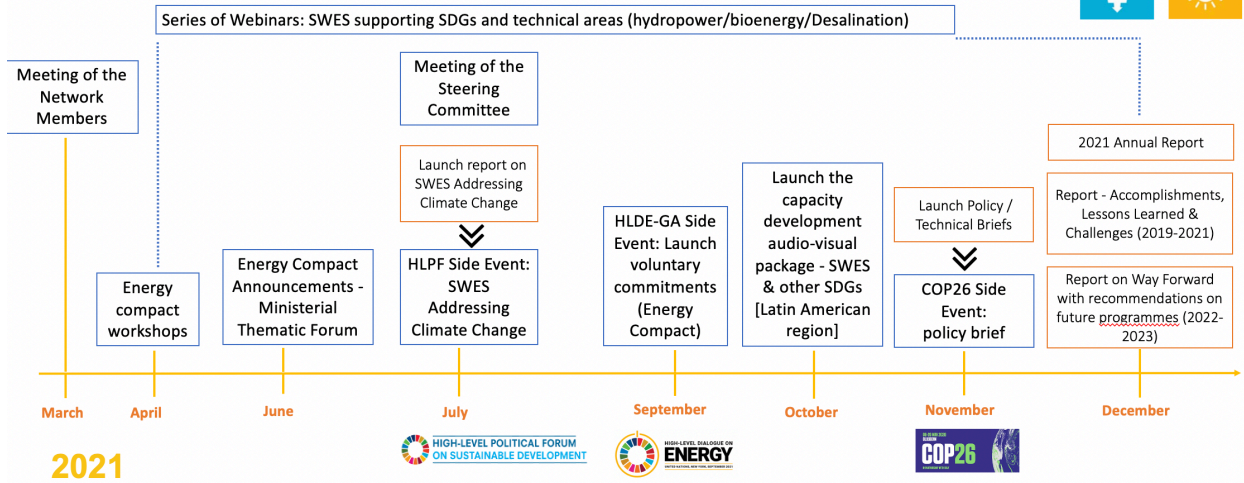 Series of Webinars: SWES supporting SDGs and technical areas (hydropower/bioenergy/Desalination)
Meeting of the
Network
Members
Energy
compact
workshops
Energy Compact
Announcements -
Ministerial
Thematic Forum
Meeting of the
Steering
Committee
Launch report on
SWES Addressing
Climate Change
HLPF Side Event:
SWES
Addressing
Climate Change
HLDE-GA Side
Event: Launch
voluntary
commitments
(Energy
Compact)
Launch the
capacity
development
audio-visual
package - SWES
& other SDGs
[Latin American
region]
Launch Policy /
Technical Briefs
COP26 Side
Event:
policy brief
2021 Annual Report
Report - Accomplishments,
Lessons Learned &
Challenges (2019-2021)
Report on Way Forward
with recommendations on
future programmes (2022-
2023)
March
April
June
July
September
October
November
December
2021
HIGH-LEVEL POLITICAL FORUM
ON SUSTAINABLE DEVELOPMENT
HIGH-LEVEL DIALOGUE ON
ENERGY
UNITED NATIONS, NEW YORK, SEPTEMBER 2021
COP26